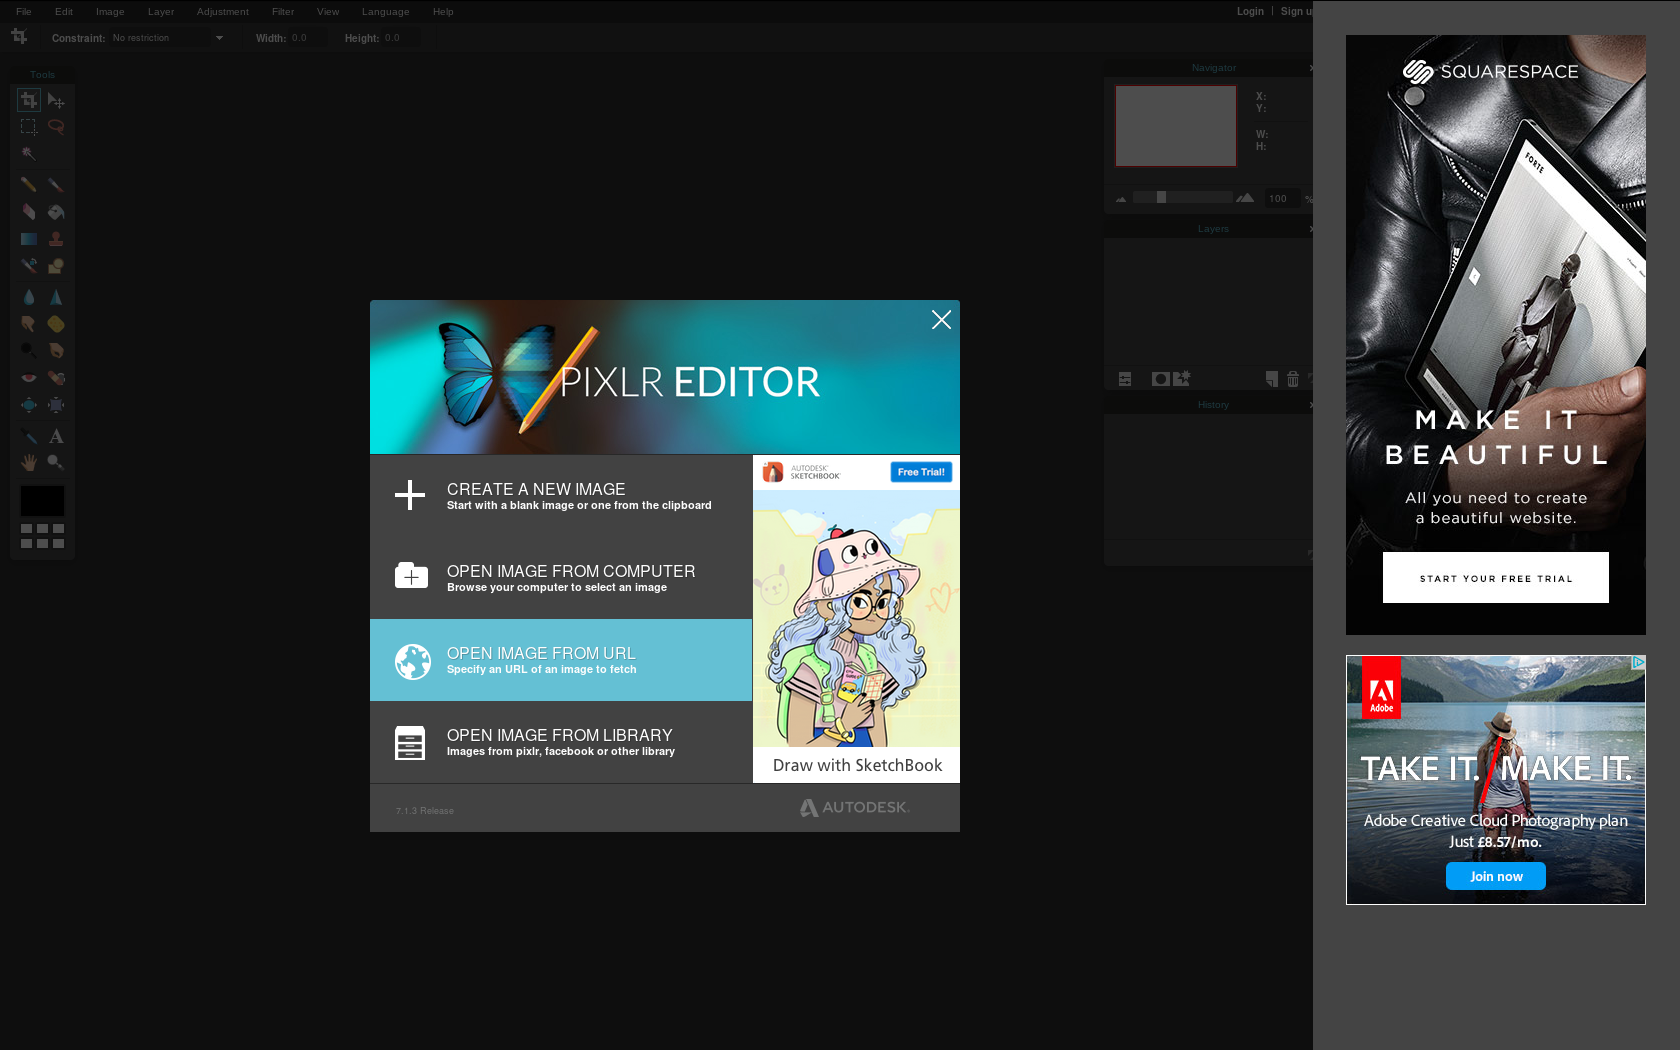 File Edit Image Layer Adjustment Filter View Language Help
Login | Sign u
Constraint: No restriction Width: 0.0 Height: 0.0
Tools
Navigator
X:
Y:
W:
H:
100 %
Layers
History
PIXLR EDITOR
CREATE A NEW IMAGE
Start with a blank image or one from the clipboard
OPEN IMAGE FROM COMPUTER
Browse your computer to select an image
OPEN IMAGE FROM URL
Specify an URL of an image to fetch
OPEN IMAGE FROM LIBRARY
Images from pixlr, facebook or other library
7.1.3 Release
AUTODESK®
SKETCHBOOK®
Free Trial!
Draw with SketchBook
AUTODESK.
SQUARESPACE
FORTE
MAKE IT
BEAUTIFUL
All you need to create
a beautiful website.
START YOUR FREE TRIAL
Adobe
TAKE IT. / MAKE IT.
Adobe Creative Cloud Photography plan
Just £8.57/mo.
Join now